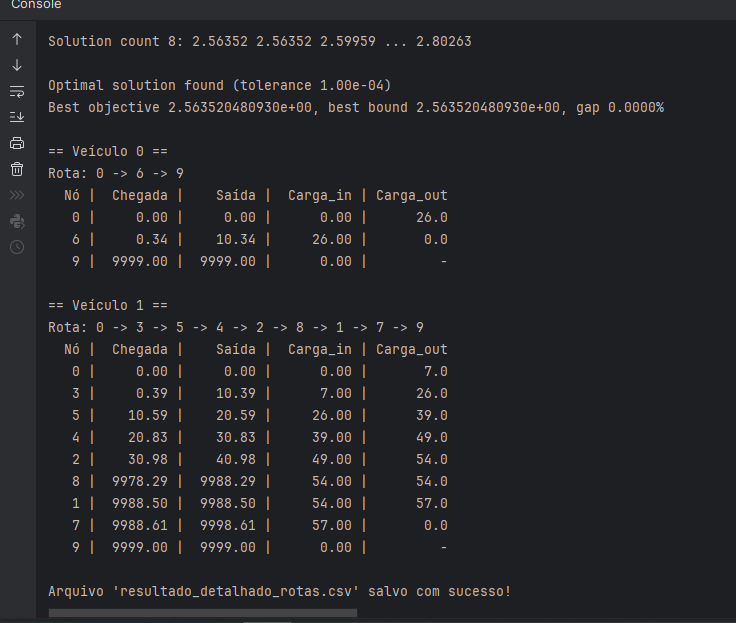 Console
Solution count 8: 2.56352 2.56352 2.59959 ... 2.80263
Optimal solution found (tolerance 1.00e-04)
Best objective 2.563520480930e+00, best bound 2.563520480930e+00, gap 0.0000%
== Veículo 0 ==
Rota: 0 -> 6 -> 9
Nó | Chegada | Saída | Carga_in | Carga_out
0 | 0.00 | 0.00 | 0.00 | 26.0
6 | 0.34 | 10.34 | 26.00 | 0.0
9 | 9999.00 | 9999.00 | 0.00 | -
== Veículo 1 ==
Rota: 0 -> 3 -> 5 -> 4 -> 2 -> 8 -> 1 -> 7 -> 9
Nó | Chegada | Saída | Carga_in | Carga_out
0 | 0.00 | 0.00 | 0.00 | 7.0
3 | 0.39 | 10.39 | 7.00 | 26.0
5 | 10.59 | 20.59 | 26.00 | 39.0
4 | 20.83 | 30.83 | 39.00 | 49.0
2 | 30.98 | 40.98 | 49.00 | 54.0
8 | 9978.29 | 9988.29 | 54.00 | 54.0
1 | 9988.50 | 9988.50 | 54.00 | 57.0
7 | 9988.61 | 9998.61 | 57.00 | 0.0
9 | 9999.00 | 9999.00 | 0.00 | -
Arquivo 'resultado_detalhado_rotas.csv' salvo com sucesso!